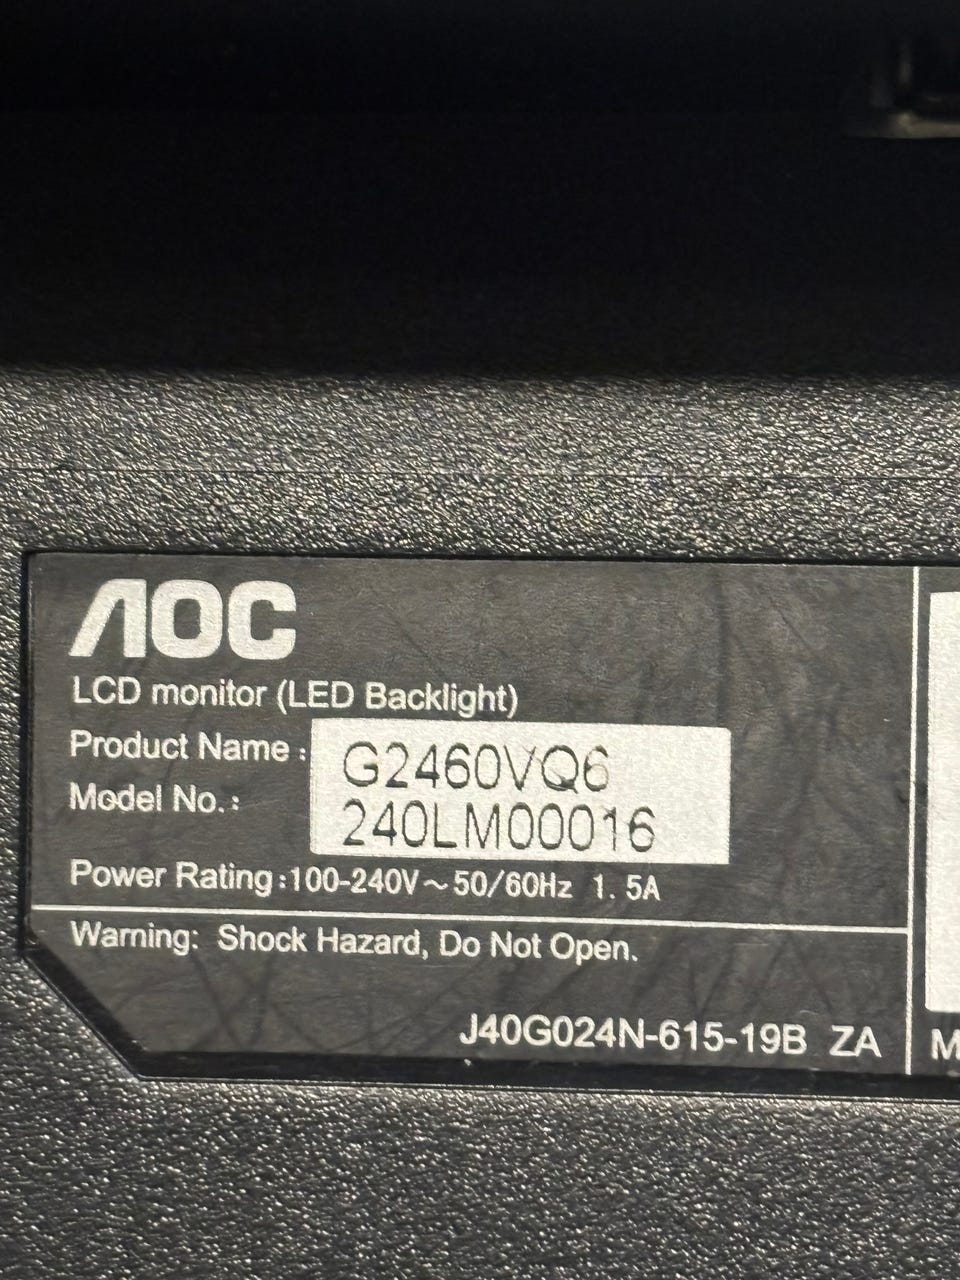 AOC
LCD monitor (LED Backlight)
Product Name : G2460VQ6
Model No.: 240LM00016
Power Rating:100-240V～50/60Hz 1.5A
Warning: Shock Hazard, Do Not Open.
J40G024N-615-19B ZA